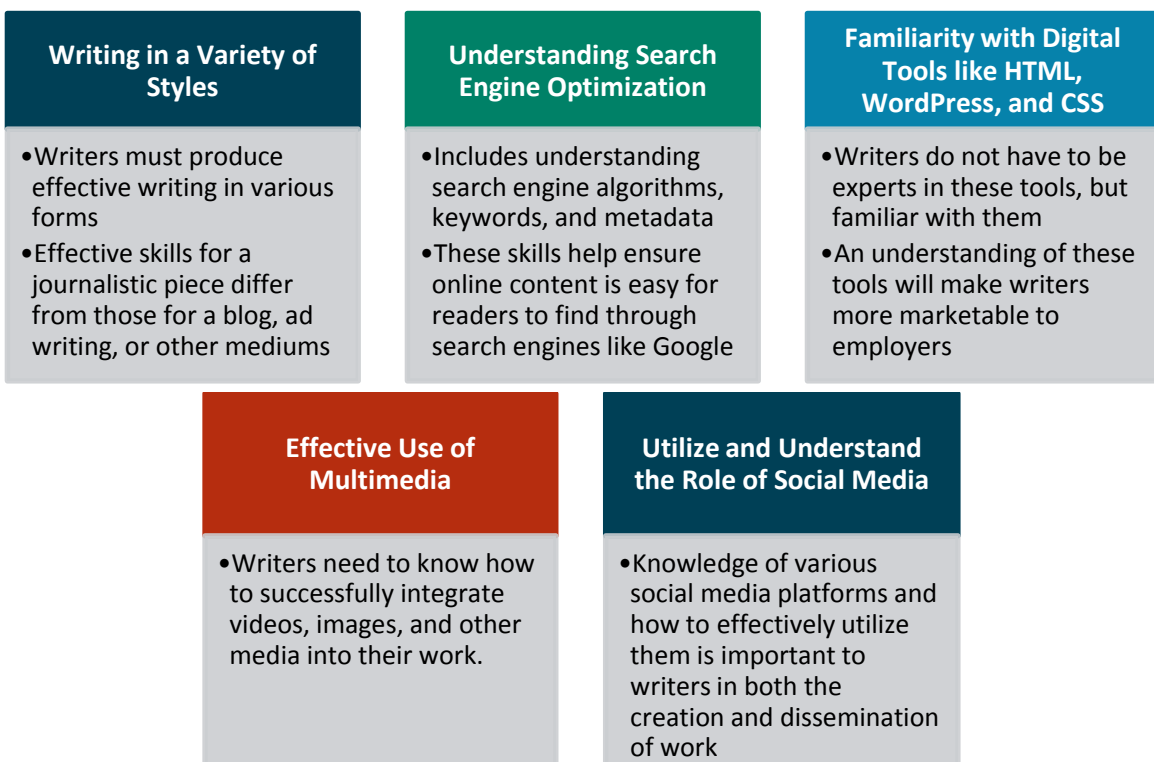 Writing in a Variety of
Styles
•Writers must produce
effective writing in various
forms
•Effective skills for a
journalistic piece differ
from those for a blog, ad
writing, or other mediums
Understanding Search
Engine Optimization
•Includes understanding
search engine algorithms,
keywords, and metadata
•These skills help ensure
online content is easy for
readers to find through
search engines like Google
Familiarity with Digital
Tools like HTML,
WordPress, and CSS
•Writers do not have to be
experts in these tools, but
familiar with them
•An understanding of these
tools will make writers
more marketable to
employers
Effective Use of
Multimedia
•Writers need to know how
to successfully integrate
videos, images, and other
media into their work.
Utilize and Understand
the Role of Social Media
•Knowledge of various
social media platforms and
how to effectively utilize
them is important to
writers in both the
creation and dissemination
of work